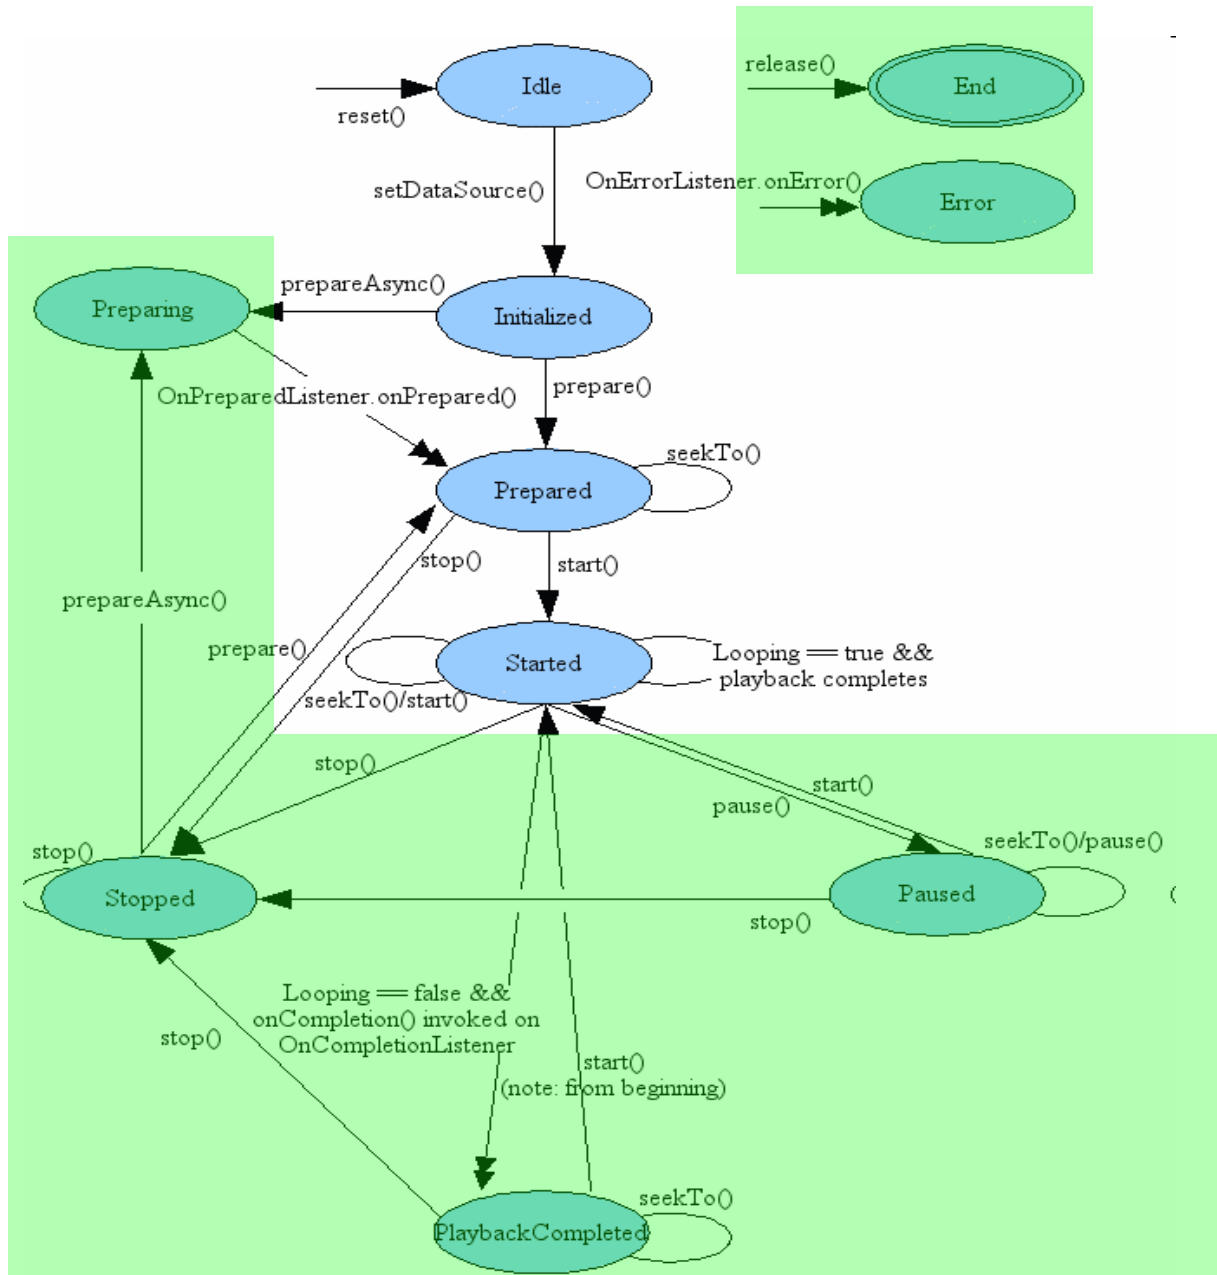 release()
Idle
End
reset()
OnErrorListener.onError()
setDataSource()
Error
prepareAsync()
Preparing
Initialized
prepare()
OnPreparedListener.onPrepared()
seekTo()
Prepared
stop()
start()
prepareAsync()
prepare()
Looping == true &&
playback completes
Started
seekTo()/start()
stop()
start()
pause()
seekTo()/pause()
stop()
Stopped
Paused
stop()
Looping == false &&
onCompletion() invoked on
OnCompletionListener
stop()
start()
(note: from beginning)
seekTo()
PlaybackCompleted